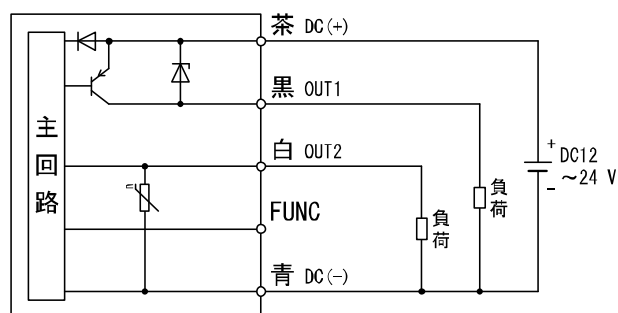 茶 DC(+)
黒 OUT1
白 OUT2
FUNC
青 DC(-)
主回路
n
負荷
負荷
+
DC12
～24 V
-